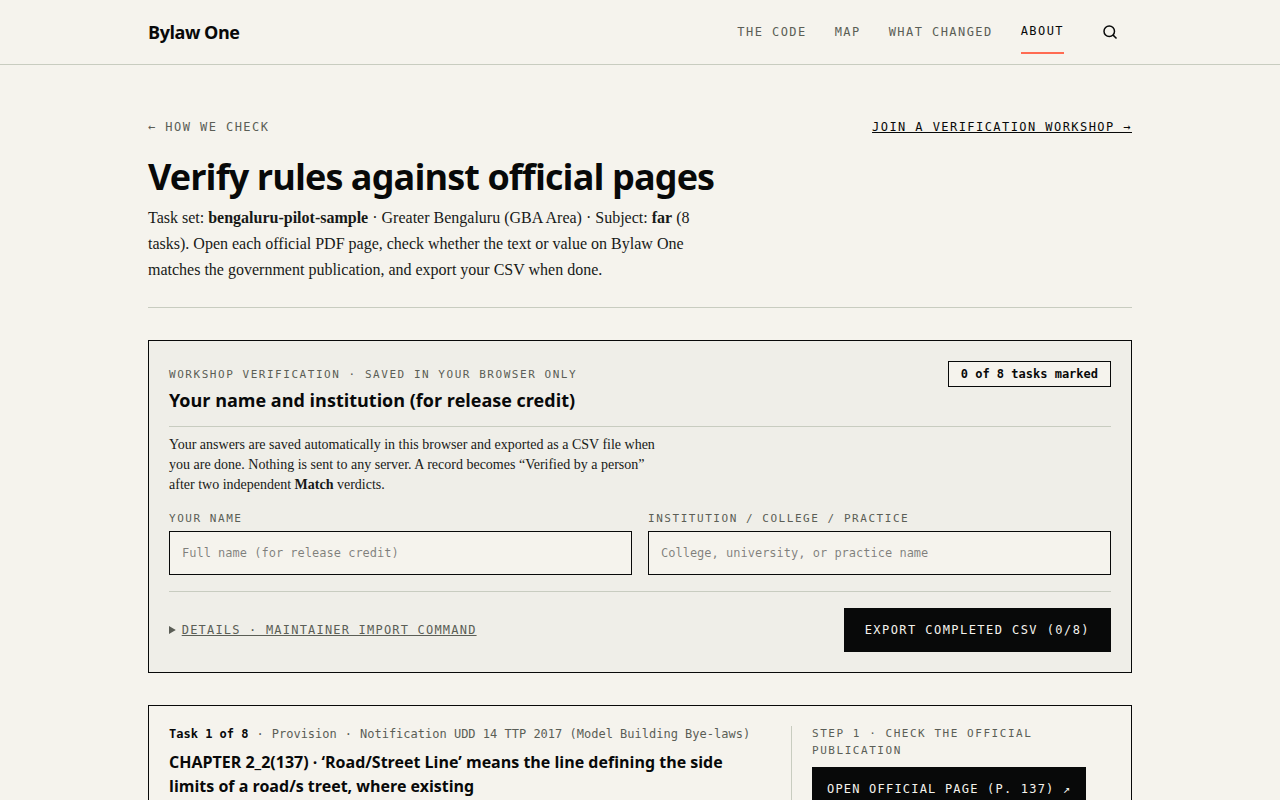 Bylaw One
THE CODE
MAP
WHAT CHANGED
ABOUT
← HOW WE CHECK
JOIN A VERIFICATION WORKSHOP →
Verify rules against official pages
Task set: bengaluru-pilot-sample · Greater Bengaluru (GBA Area) · Subject: far (8
tasks). Open each official PDF page, check whether the text or value on Bylaw One
matches the government publication, and export your CSV when done.
WORKSHOP VERIFICATION · SAVED IN YOUR BROWSER ONLY
0 of 8 tasks marked
Your name and institution (for release credit)
Your answers are saved automatically in this browser and exported as a CSV file when
you are done. Nothing is sent to any server. A record becomes “Verified by a person”
after two independent Match verdicts.
YOUR NAME
INSTITUTION / COLLEGE / PRACTICE
Full name (for release credit)
College, university, or practice name
▶ DETAILS · MAINTAINER IMPORT COMMAND
EXPORT COMPLETED CSV (0/8)
Task 1 of 8 · Provision · Notification UDD 14 TTP 2017 (Model Building Bye-laws)
CHAPTER 2_2(137) · ‘Road/Street Line’ means the line defining the side
limits of a road/s treet, where existing
STEP 1 · CHECK THE OFFICIAL
PUBLICATION
OPEN OFFICIAL PAGE (P. 137) ↗